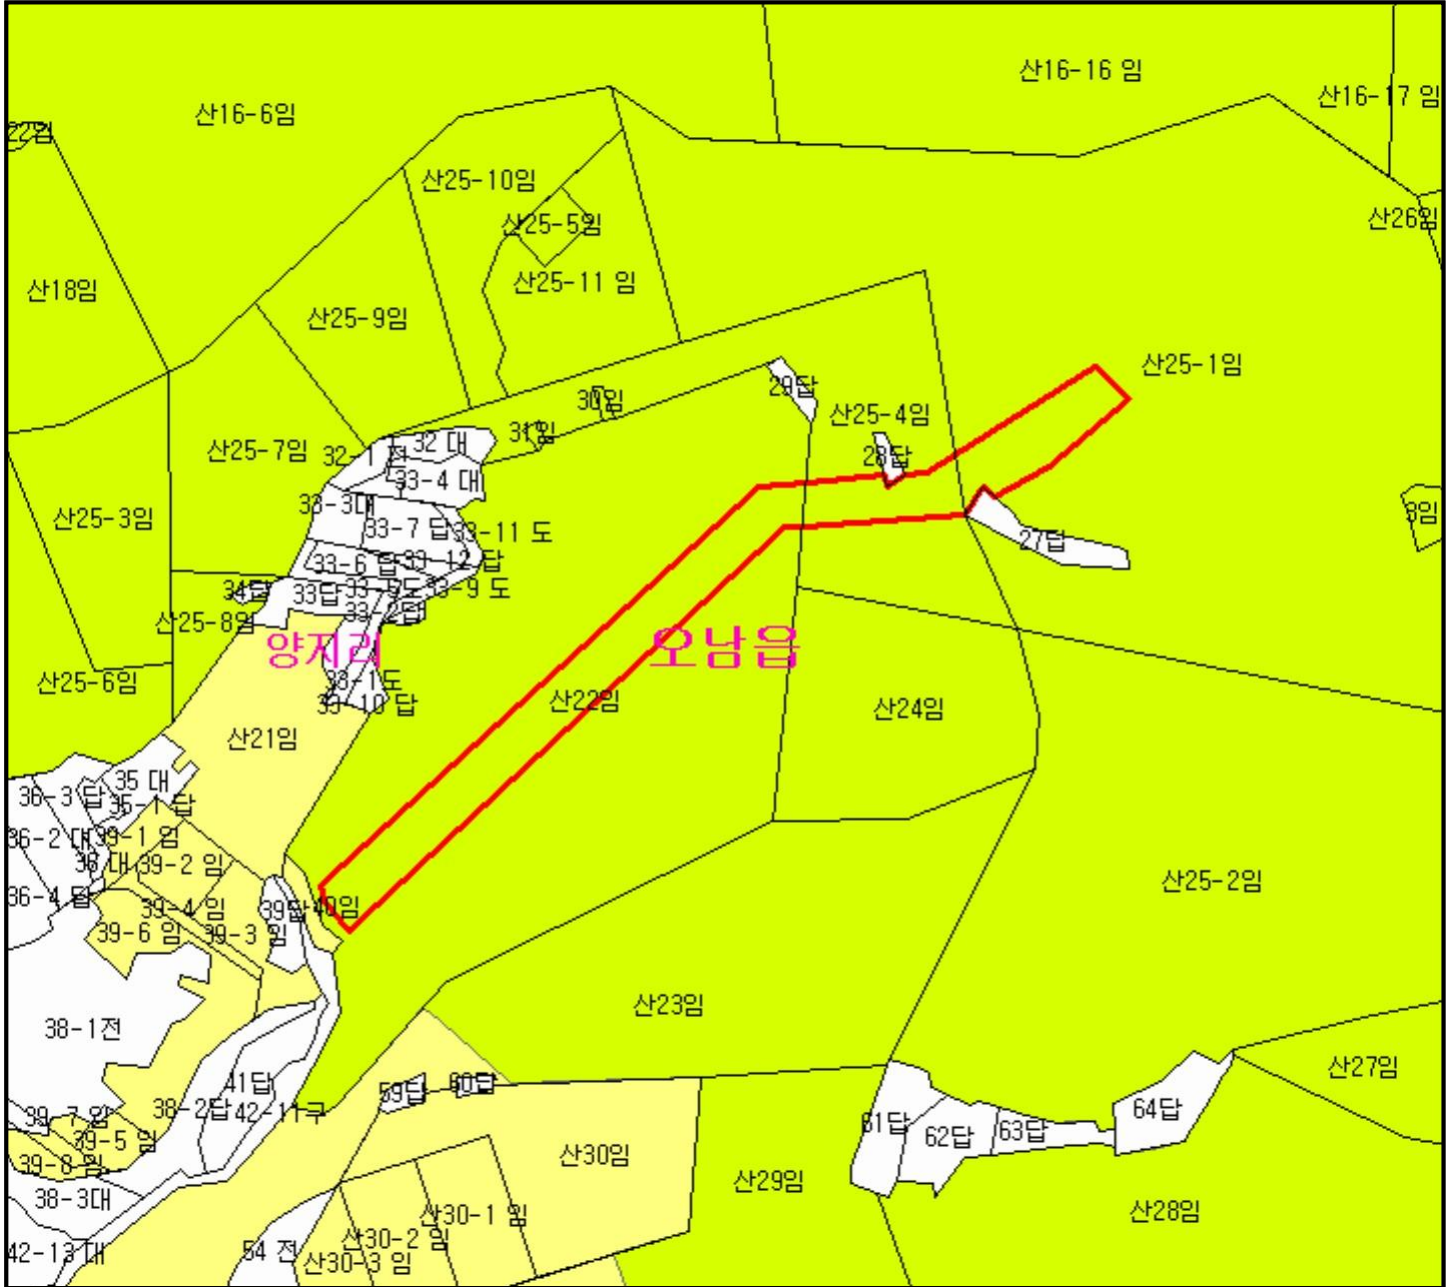 산16-16 임
산16-17 임
산16-6임
산25-10임
산26임
산25-5임
산25-11 임
산18임
산25-9임
산25-1임
29답
30임
산25-4임
31임
32 대
산25-7임
32-1 전
28답
33-4 대
33-3대
산25-3임
33-7 답
33-11 도
27답
33-6 답
33-12 답
34답
33답
33-9 도
산25-8임
양지리
오남읍
산25-6임
33-1도
33-10 답
산22임
산24임
산21임
35 대
36-3 답
35-1 답
36-2 대
39-1 임
36 대
39-2 임
산25-2임
36-4 답
39-4 임
39답
40임
39-6 임
39-3 임
산23임
38-1전
산27임
41답
59답
60답
38-2답
42-11구
39-7 임
64답
61답
62답
63답
39-5 임
39-8 임
산30임
산29임
38-3대
산30-1 임
산28임
산30-2 임
42-13 대
54 전
산30-3 임